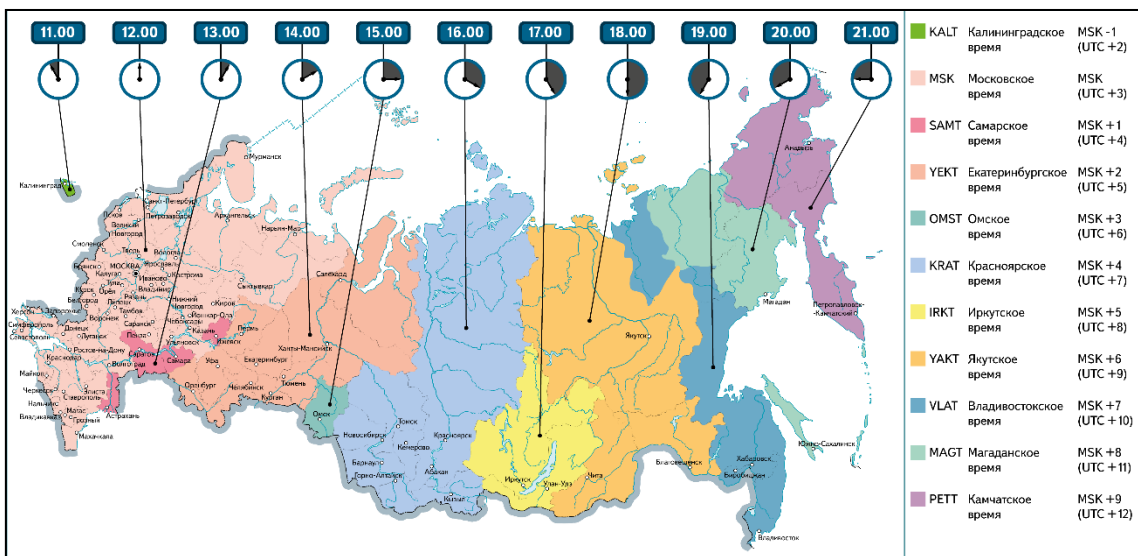 11.00 12.00 13.00 14.00 15.00 16.00 17.00 18.00 19.00 20.00 21.00
Мурманск
Калининград
Санкт-Петербург
Псков
Петрозаводск
Великий
Новгород
Архангельск
Нарьян-Мар
Смоленск
Тверь
Вологда
Брянск
МОСКВА
Ярославль
Калуга
Кострома
Иваново
Тула
Владимир
Курск
Орёл
Рязань
Белгород
Липецк
Нижний
Новгород
Киров
Сыктывкар
Салехард
Анадырь
Херсон
Запорожье
Воронеж
Тамбов
Йошкар-Ола
Чебоксары
Симферополь
Севастополь
Донецк
Саранск
Казань
Пермь
Луганск
Пенза
Ульяновск
Ижевск
Ханты-Мансийск
Якутск
Магадан
Петропавловск
-Камчатский
Краснодар
Ростов-на-Дону
Саратов
Самара
Уфа
Екатеринбург
Волгоград
Майкоп
Оренбург
Челябинск
Тюмень
Черкесск
Элиста
Ставрополь
Курган
Нальчик
Магас
Астрахань
Омск
Владикавказ
Грозный
Махачкала
Новосибирск
Томск
Красноярск
Кемерово
Барнаул
Абакан
Горно-Алтайск
Кызыл
Иркутск
Улан-Удэ
Чита
Благовещенск
Хабаровск
Биробиджан
Южно-Сахалинск
Владивосток
KALT Калининградское время MSK -1 (UTC +2)
MSK Московское время MSK (UTC +3)
SAMT Самарское время MSK +1 (UTC +4)
YEKT Екатеринбургское время MSK +2 (UTC +5)
OMST Омское время MSK +3 (UTC +6)
KRAT Красноярское время MSK +4 (UTC +7)
IRKT Иркутское время MSK +5 (UTC +8)
YAKT Якутское время MSK +6 (UTC +9)
VLAT Владивостокское время MSK +7 (UTC +10)
MAGT Магаданское время MSK +8 (UTC +11)
PETT Камчатское время MSK +9 (UTC +12)